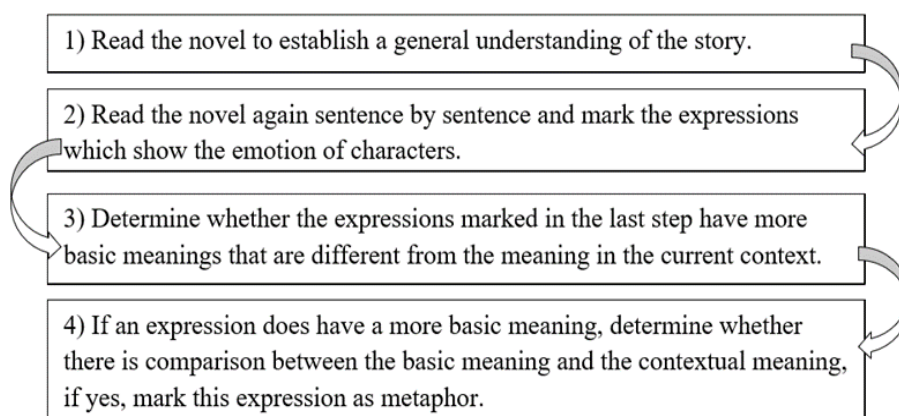 1) Read the novel to establish a general understanding of the story.
2) Read the novel again sentence by sentence and mark the expressions
which show the emotion of characters.
3) Determine whether the expressions marked in the last step have more
basic meanings that are different from the meaning in the current context.
4) If an expression does have a more basic meaning, determine whether
there is comparison between the basic meaning and the contextual meaning,
if yes, mark this expression as metaphor.